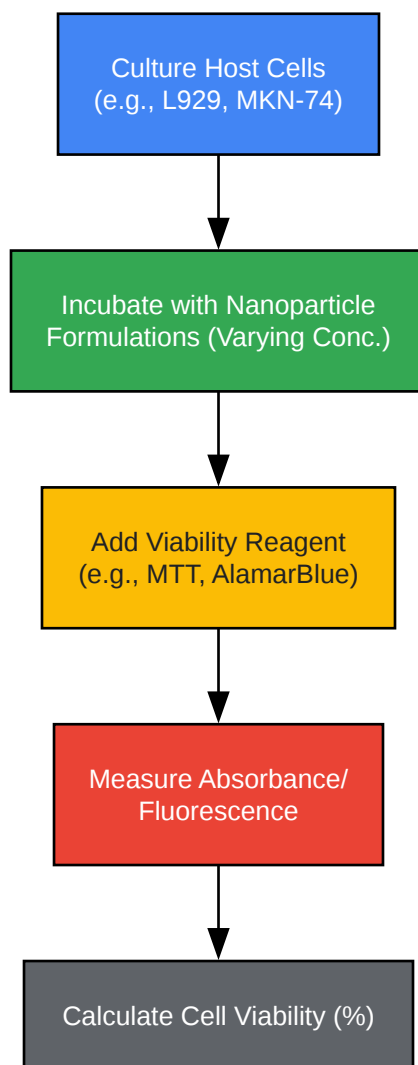 Culture Host Cells
(e.g., L929, MKN-74)
Incubate with Nanoparticle
Formulations (Varying Conc.)
Add Viability Reagent
(e.g., MTT, AlamarBlue)
Measure Absorbance/
Fluorescence
Calculate Cell Viability (%)